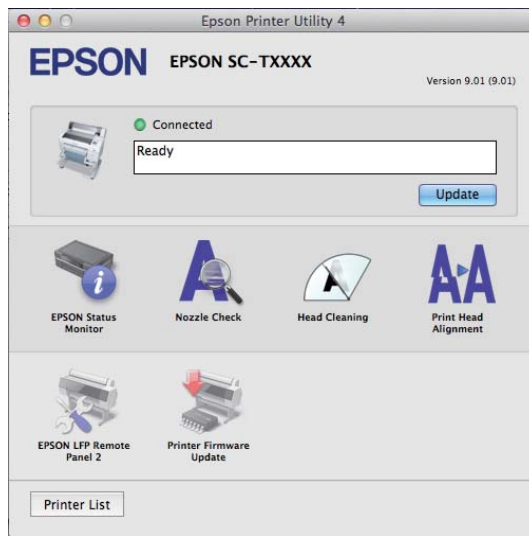 Epson Printer Utility 4
EPSON
EPSON SC-TXXXX
Version 9.01 (9.01)
Connected
Ready
Update
EPSON Status
Monitor
Nozzle Check
Head Cleaning
Print Head
Alignment
EPSON LFP Remote
Panel 2
Printer Firmware
Update
Printer List